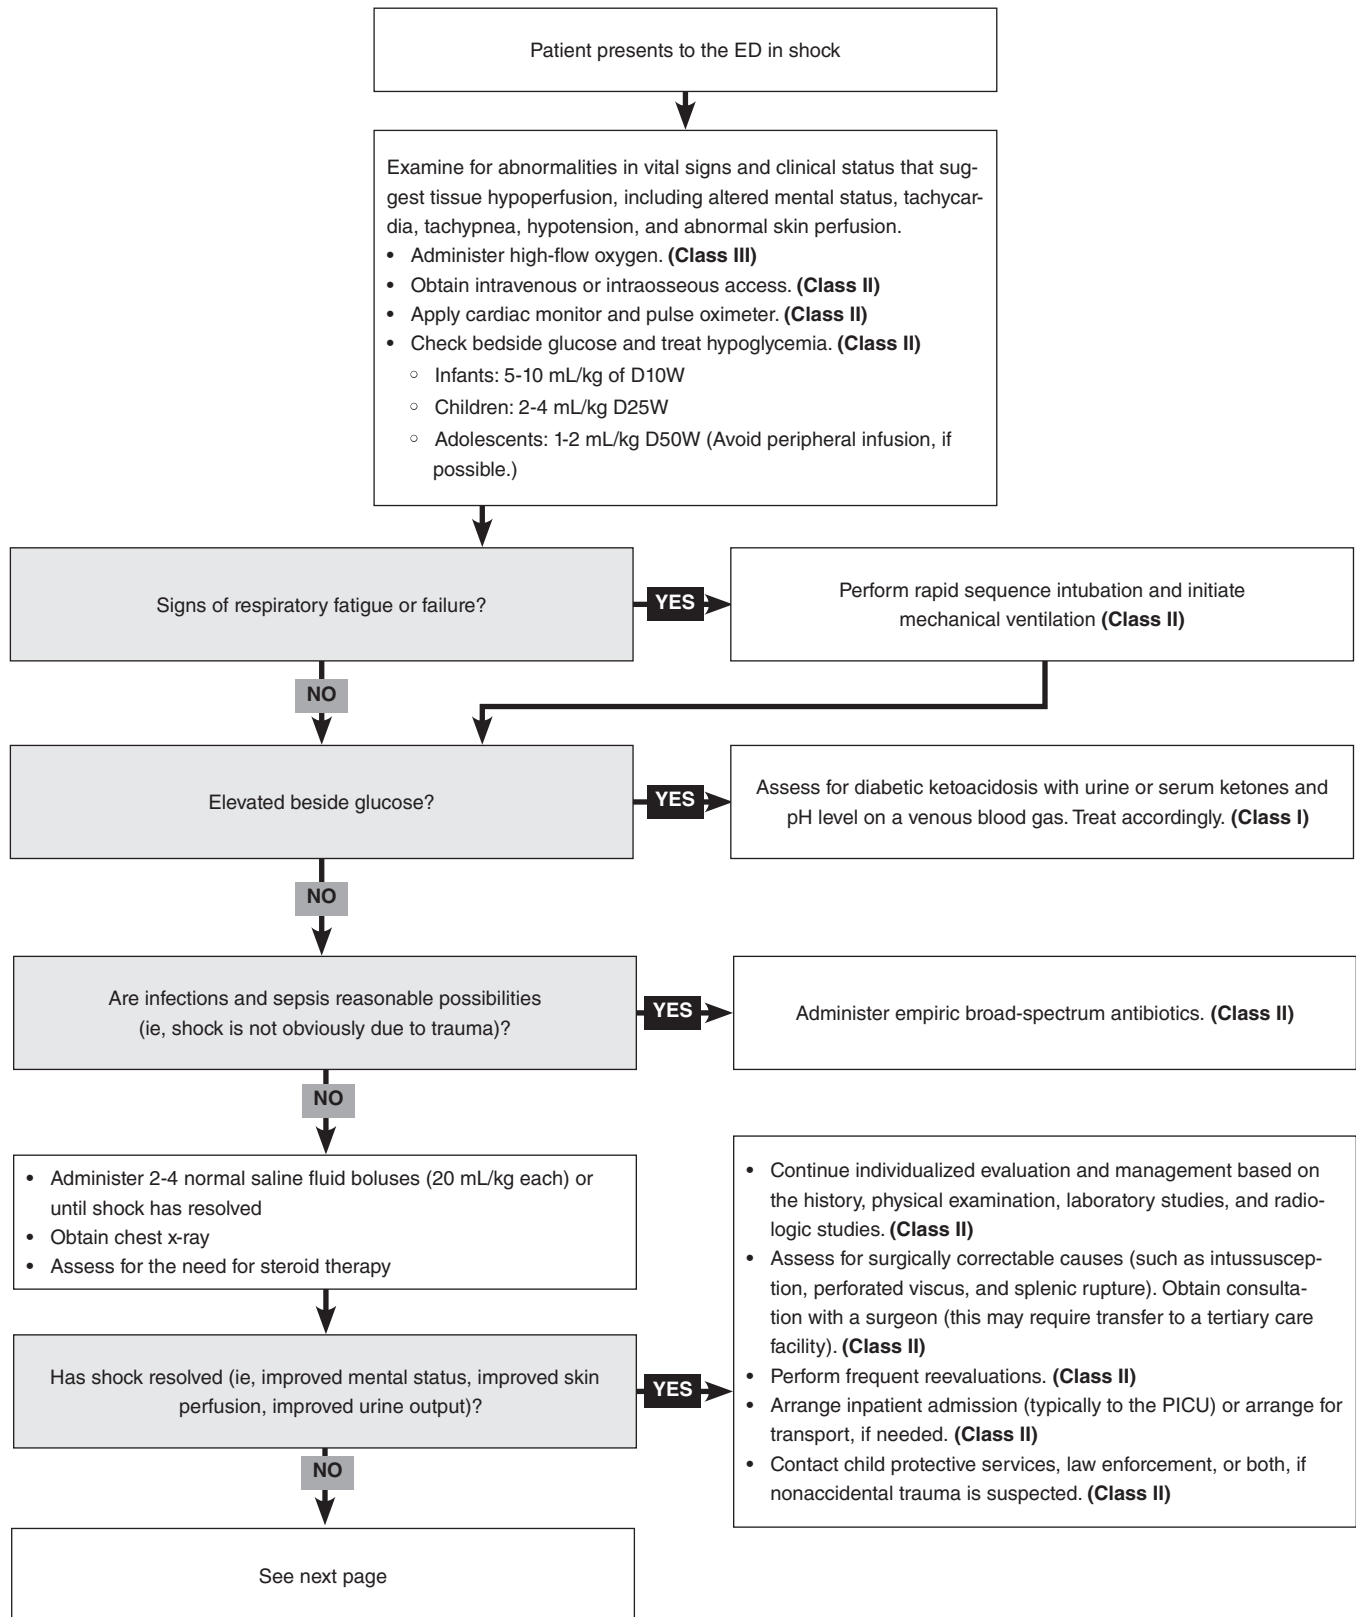 Patient presents to the ED in shock
Examine for abnormalities in vital signs and clinical status that sug-
gest tissue hypoperfusion, including altered mental status, tachycar-
dia, tachypnea, hypotension, and abnormal skin perfusion.
• Administer high-flow oxygen. (Class III)
• Obtain intravenous or intraosseous access. (Class II)
• Apply cardiac monitor and pulse oximeter. (Class II)
• Check bedside glucose and treat hypoglycemia. (Class II)
○ Infants: 5-10 mL/kg of D10W
○ Children: 2-4 mL/kg D25W
○ Adolescents: 1-2 mL/kg D50W (Avoid peripheral infusion, if
possible.)
Signs of respiratory fatigue or failure?
YES
Perform rapid sequence intubation and initiate
mechanical ventilation (Class II)
NO
Elevated beside glucose?
YES
Assess for diabetic ketoacidosis with urine or serum ketones and
pH level on a venous blood gas. Treat accordingly. (Class I)
NO
Are infections and sepsis reasonable possibilities
(ie, shock is not obviously due to trauma)?
YES
Administer empiric broad-spectrum antibiotics. (Class II)
NO
• Administer 2-4 normal saline fluid boluses (20 mL/kg each) or
until shock has resolved
• Obtain chest x-ray
• Assess for the need for steroid therapy
Has shock resolved (ie, improved mental status, improved skin
perfusion, improved urine output)?
YES
• Continue individualized evaluation and management based on
the history, physical examination, laboratory studies, and radio-
logic studies. (Class II)
• Assess for surgically correctable causes (such as intussuscep-
tion, perforated viscus, and splenic rupture). Obtain consulta-
tion with a surgeon (this may require transfer to a tertiary care
facility). (Class II)
• Perform frequent reevaluations. (Class II)
• Arrange inpatient admission (typically to the PICU) or arrange for
transport, if needed. (Class II)
• Contact child protective services, law enforcement, or both, if
nonaccidental trauma is suspected. (Class II)
NO
See next page